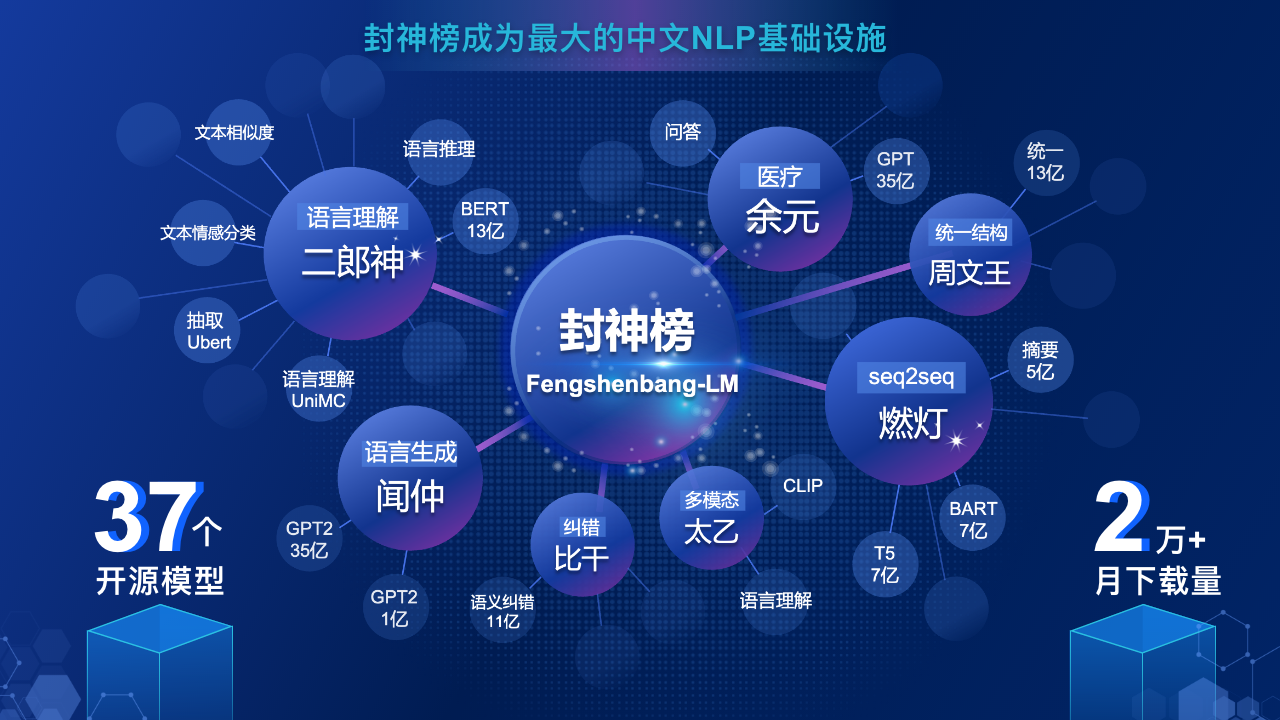 封神榜成为最大的中文NLP基础设施
文本相似度
语言推理
语言理解
二郎神
BERT
13亿
文本情感分类
抽取
Ubert
语言理解
UniMC
问答
医疗
余元
GPT
35亿
统一
13亿
统一结构
周文王
封神榜
Fengshenbang-LM
seq2seq
燃灯
摘要
5亿
BART
7亿
T5
7亿
语言生成
闻仲
GPT2
35亿
GPT2
1亿
纠错
比干
语义纠错
11亿
多模态
太乙
CLIP
语言理解
37个
开源模型
2万+
月下载量